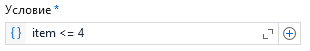 Условие *
{} item <= 4